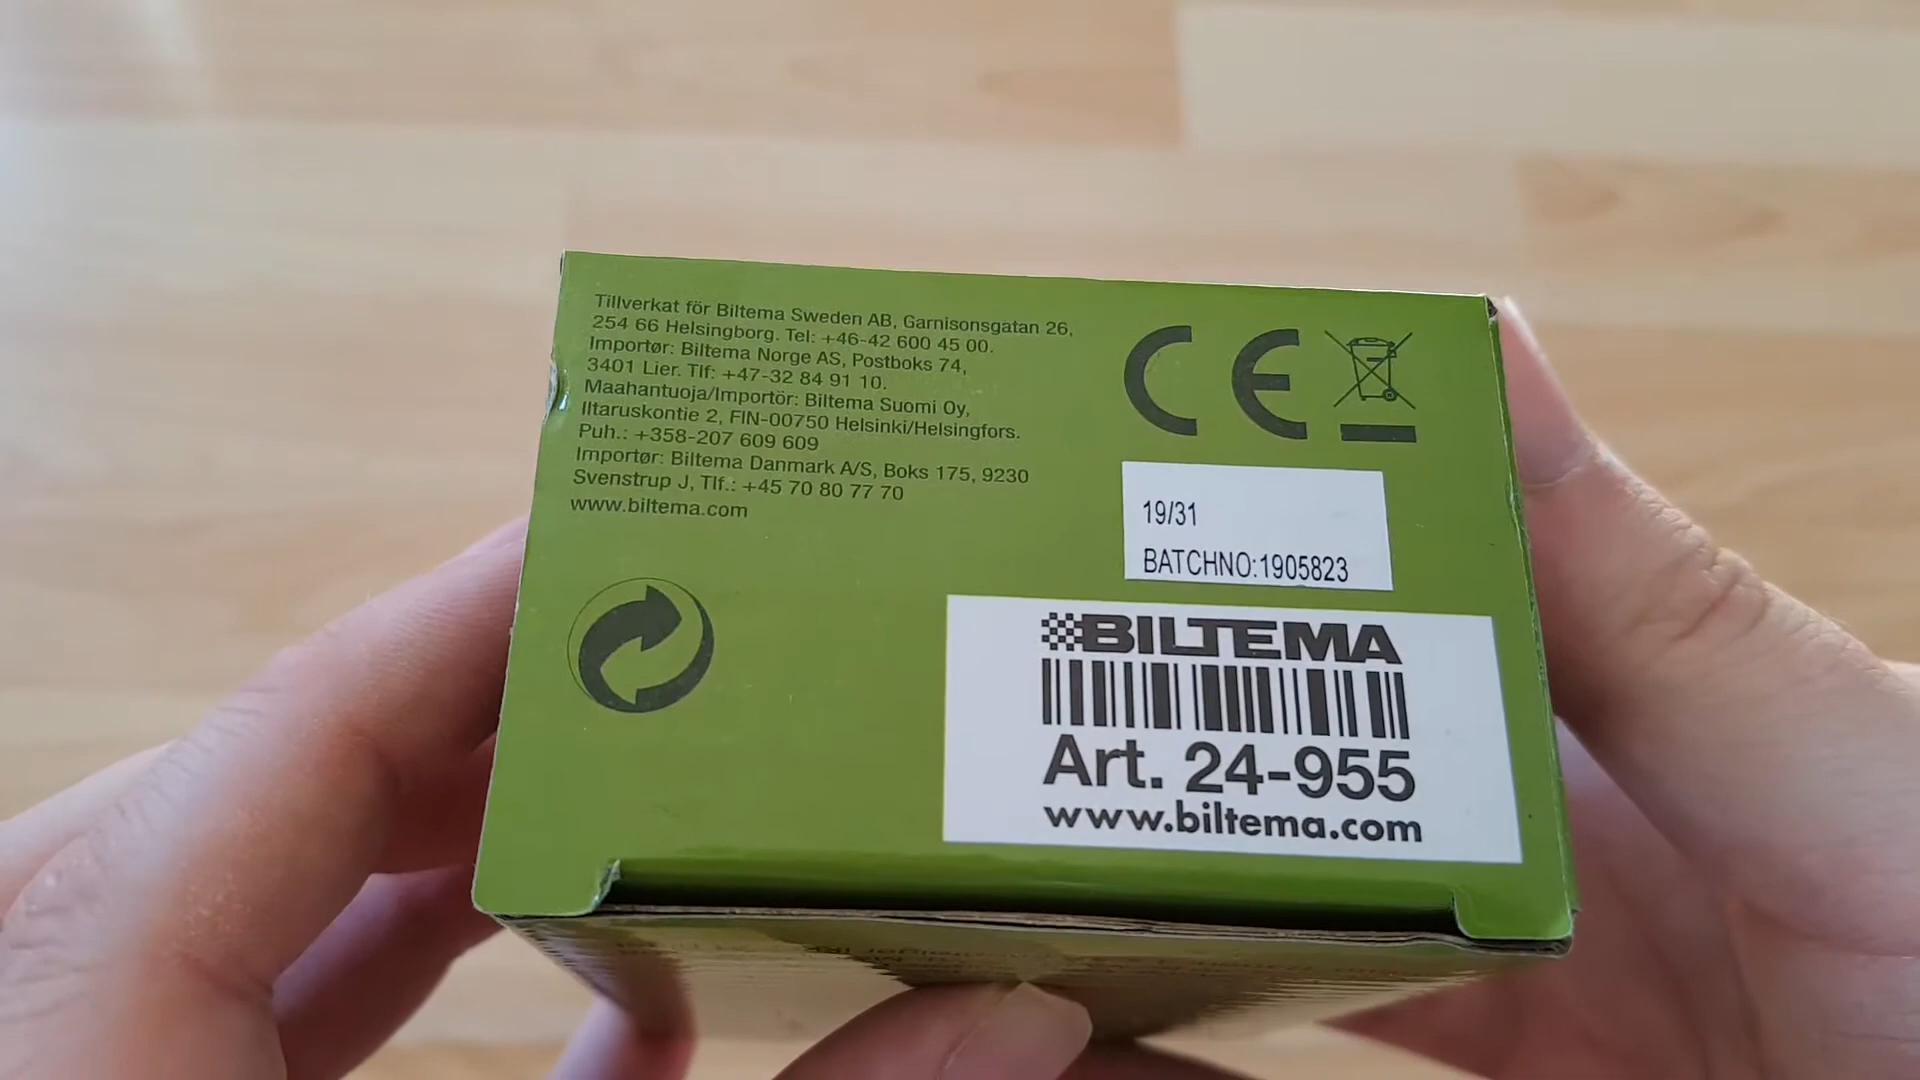 Tillverkat för Biltema Sweden AB, Garnisonsgatan 26,
254 66 Helsingborg. Tel: +46-42 600 45 00.
Importør: Biltema Norge AS, Postboks 74,
3401 Lier. Tlf: +47-32 84 91 10.
Maahantuoja/Importör: Biltema Suomi Oy,
Iltaruskontie 2, FIN-00750 Helsinki/Helsingfors.
Puh.: +358-207 609 609
Importør: Biltema Danmark A/S, Boks 175, 9230
Svenstrup J, Tlf.: +45 70 80 77 70
www.biltema.com
CE
19/31
BATCHNO:1905823
BILTEMA
Art. 24-955
www.biltema.com